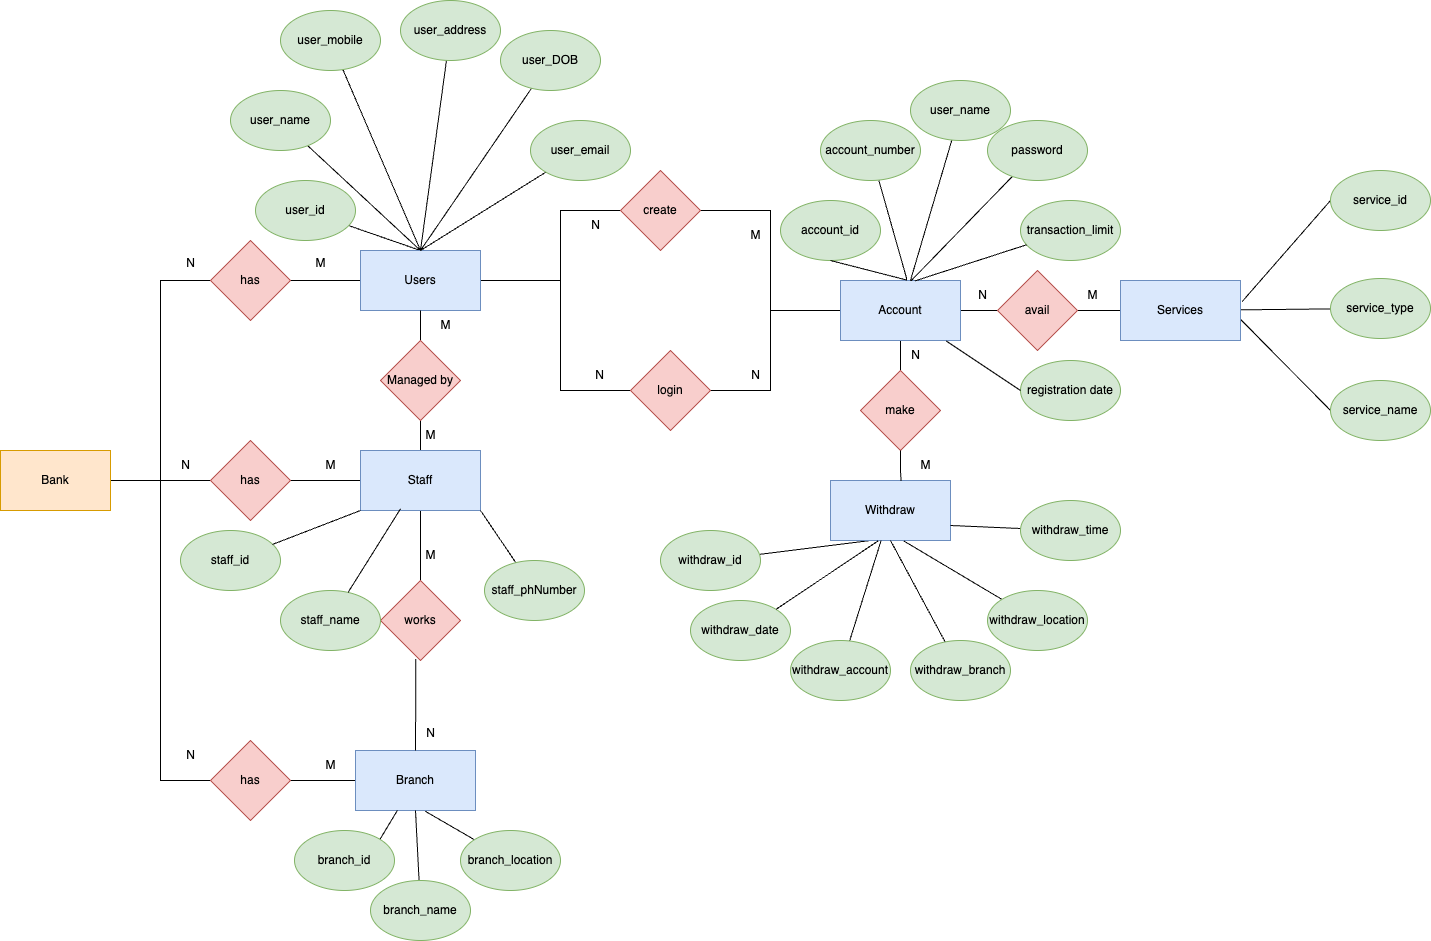 user_address
user_mobile
user_DOB
user_name
user_email
user_id
user_name
account_number
password
account_id
transaction_limit
service_id
create
N
M
N
has
M
Users
Account
N
avail
M
Services
service_type
M
N
Managed by
N
login
N
registration date
make
service_name
M
M
Bank
N
has
M
Staff
Withdraw
withdraw_time
staff_id
M
staff_phNumber
withdraw_id
staff_name
works
withdraw_date
withdraw_account
withdraw_branch
withdraw_location
N
N
has
M
Branch
branch_id
branch_location
branch_name